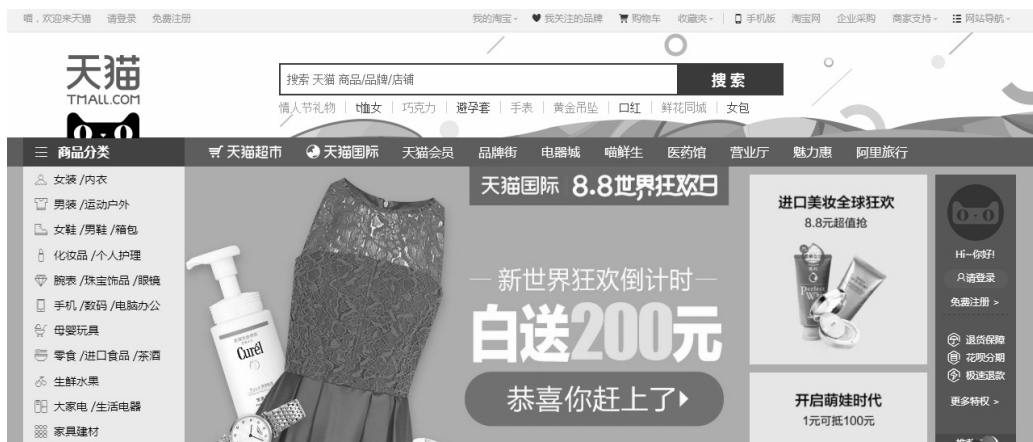 喵，欢迎来天猫 请登录 免费注册 我的淘宝 我关注的品牌 购物车 收藏夹 手机版 淘宝网 企业采购 商家支持 网站导航
天猫
TMALL.COM
搜索 天猫 商品/品牌/店铺 搜索
情人节礼物 t恤女 巧克力 避孕套 手表 黄金吊坠 口红 鲜花同城 女包
商品分类 天猫超市 天猫国际 天猫会员 品牌街 电器城 喵鲜生 医药馆 营业厅 魅力惠 阿里旅行
女装 /内衣
男装 /运动户外
女鞋 /男鞋 /箱包
化妆品 /个人护理
腕表 /珠宝饰品 /眼镜
手机 /数码 /电脑办公
母婴玩具
零食 /进口食品 /茶酒
生鲜水果
大家电 /生活电器
家具建材
天猫国际 8.8世界狂欢日
新世界狂欢倒计时
白送200元
恭喜你赶上了
Curél
进口美妆全球狂欢
8.8元超值抢
Perfect
开启萌娃时代
1元可抵100元
Hi~你好!
请登录
免费注册 >
退货保障
花呗分期
极速退款
更多特权 >